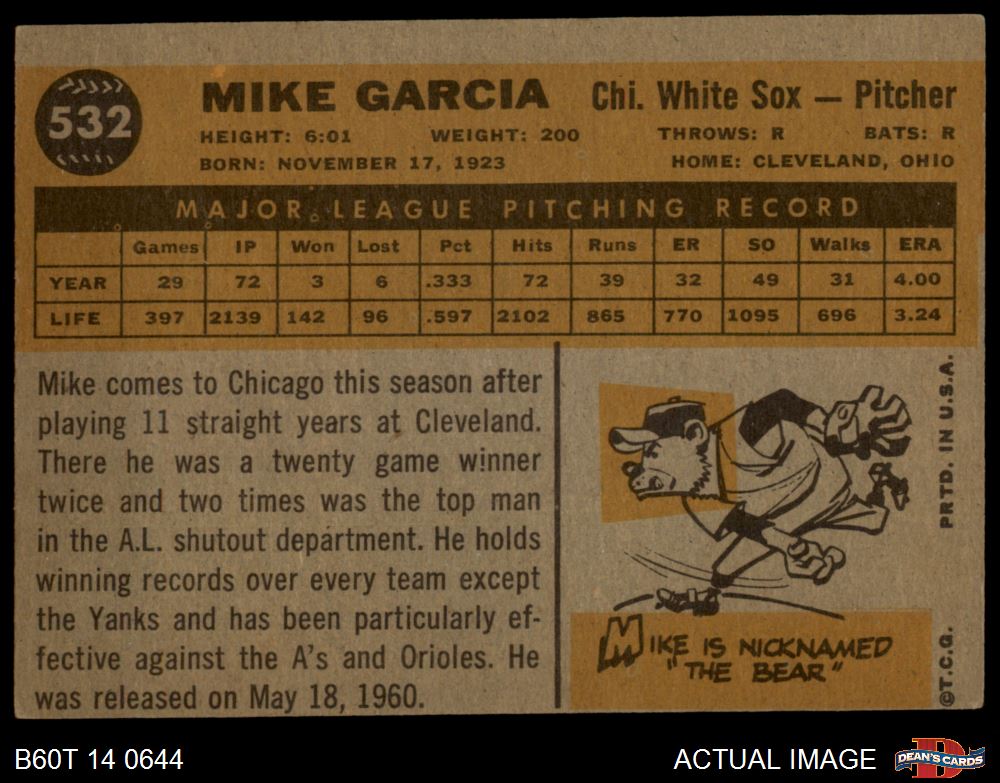 532
MIKE GARCIA Chi. White Sox — Pitcher
HEIGHT: 6:01 WEIGHT: 200 THROWS: R BATS: R
BORN: NOVEMBER 17, 1923 HOME: CLEVELAND, OHIO
MAJOR LEAGUE PITCHING RECORD
Games IP Won Lost Pct Hits Runs ER SO Walks ERA
YEAR 29 72 3 6 .333 72 39 32 49 31 4.00
LIFE 397 2139 142 96 .597 2102 865 770 1095 696 3.24
Mike comes to Chicago this season after
playing 11 straight years at Cleveland.
There he was a twenty game winner
twice and two times was the top man
in the A.L. shutout department. He holds
winning records over every team except
the Yanks and has been particularly ef-
fective against the A's and Orioles. He
was released on May 18, 1960.
MIKE IS NICKNAMED
"THE BEAR"
PRTD. IN U.S.A.
©T.C.G.
B60T 14 0644
ACTUAL IMAGE
DEAN'S CARDS